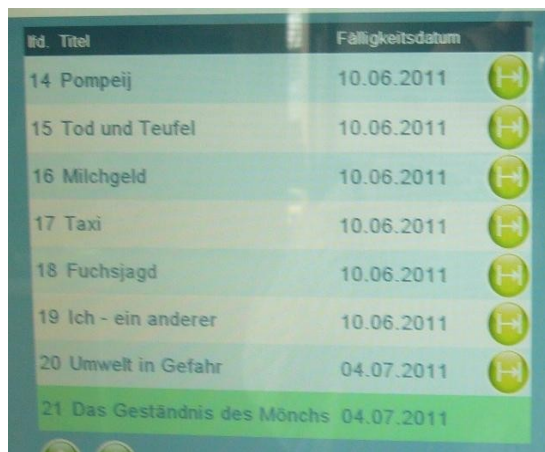 lfd. Titel Fälligkeitsdatum
14 Pompeij 10.06.2011
15 Tod und Teufel 10.06.2011
16 Milchgeld 10.06.2011
17 Taxi 10.06.2011
18 Fuchsjagd 10.06.2011
19 Ich - ein anderer 10.06.2011
20 Umwelt in Gefahr 04.07.2011
21 Das Geständnis des Mönchs 04.07.2011